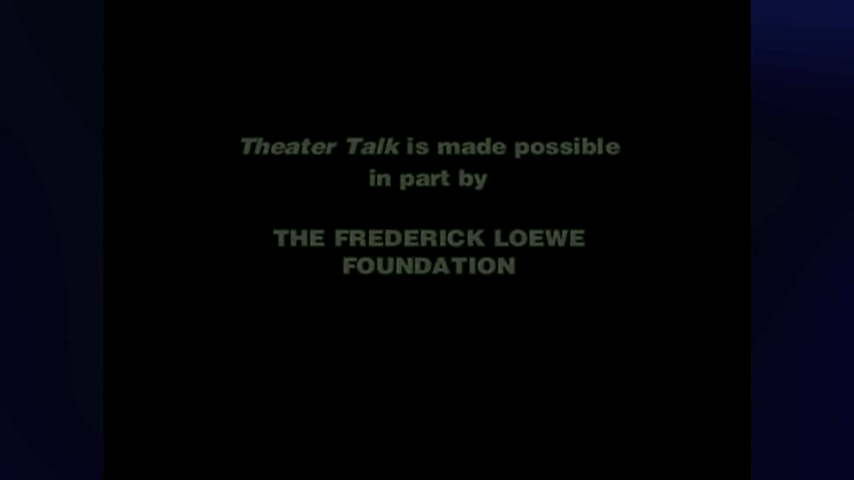 Theater Talk is made possible
in part by
THE FREDERICK LOEWE
FOUNDATION